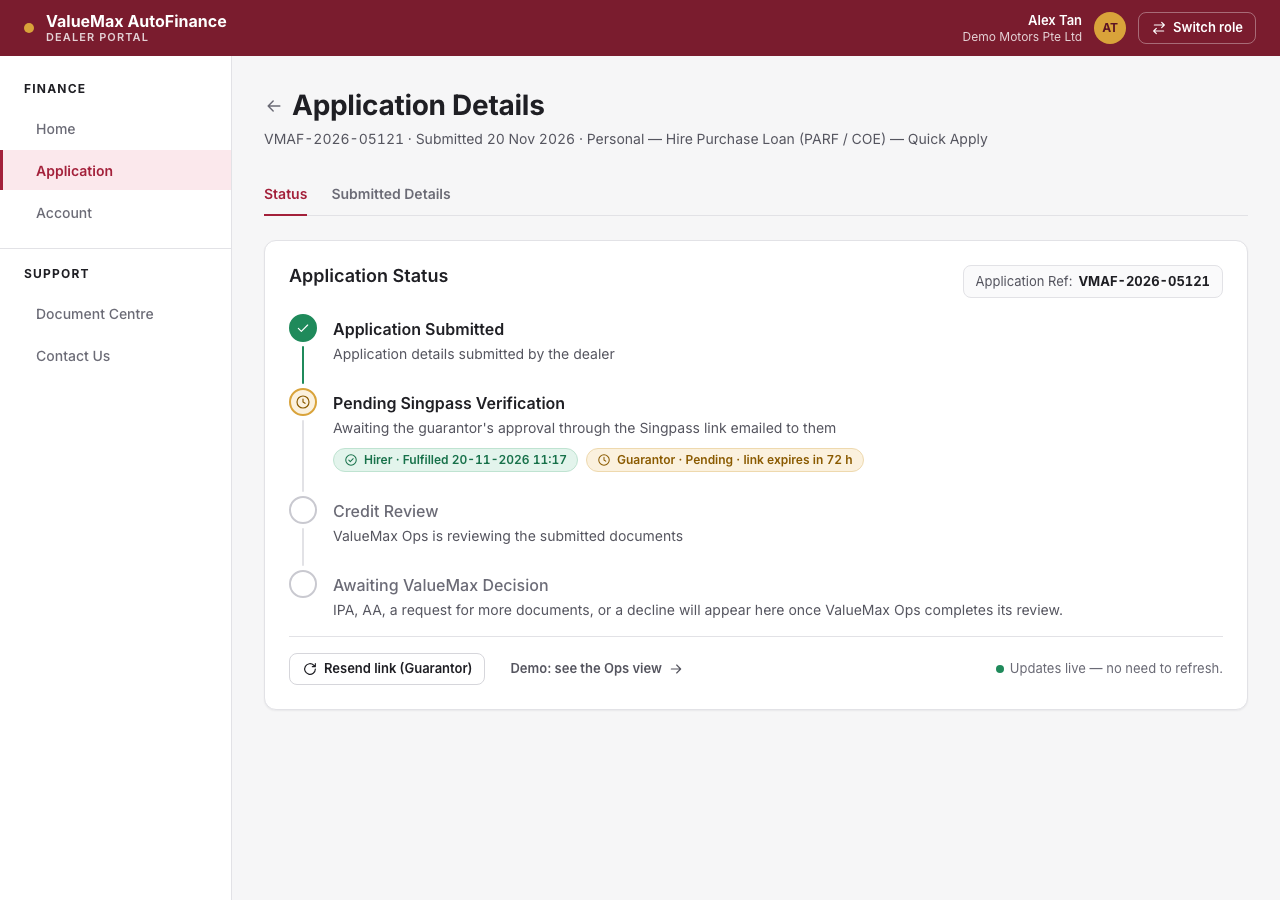 ValueMax AutoFinance
DEALER PORTAL
Alex Tan
Demo Motors Pte Ltd
AT
Switch role
FINANCE
Home
Application
Account
SUPPORT
Document Centre
Contact Us
Application Details
VMAF-2026-05121 · Submitted 20 Nov 2026 · Personal — Hire Purchase Loan (PARF / COE) — Quick Apply
Status
Submitted Details
Application Status
Application Ref: VMAF-2026-05121
Application Submitted
Application details submitted by the dealer
Pending Singpass Verification
Awaiting the guarantor's approval through the Singpass link emailed to them
Hirer · Fulfilled 20-11-2026 11:17
Guarantor · Pending · link expires in 72 h
Credit Review
ValueMax Ops is reviewing the submitted documents
Awaiting ValueMax Decision
IPA, AA, a request for more documents, or a decline will appear here once ValueMax Ops completes its review.
Resend link (Guarantor)
Demo: see the Ops view →
Updates live — no need to refresh.